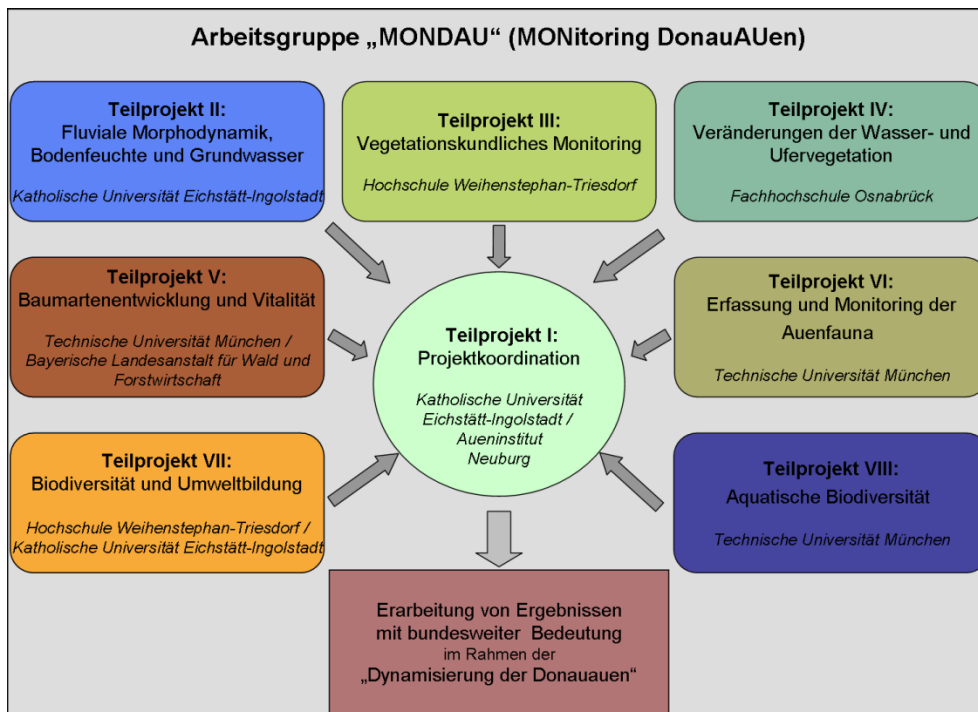 Arbeitsgruppe „MONDAU“ (MONitoring DonauAUen)
Teilprojekt II:
Fluviale Morphodynamik,
Bodenfeuchte und Grundwasser
Katholische Universität Eichstätt-Ingolstadt
Teilprojekt III:
Vegetationskundliches Monitoring
Hochschule Weihenstephan-Triesdorf
Teilprojekt IV:
Veränderungen der Wasser- und
Ufervegetation
Fachhochschule Osnabrück
Teilprojekt V:
Baumartenentwicklung und Vitalität
Technische Universität München /
Bayerische Landesanstalt für Wald und
Forstwirtschaft
Teilprojekt I:
Projektkoordination
Katholische Universität
Eichstätt-Ingolstadt /
Aueninstitut
Neuburg
Teilprojekt VI:
Erfassung und Monitoring der
Auenfauna
Technische Universität München
Teilprojekt VII:
Biodiversität und Umweltbildung
Hochschule Weihenstephan-Triesdorf /
Katholische Universität Eichstätt-Ingolstadt
Teilprojekt VIII:
Aquatische Biodiversität
Technische Universität München
Erarbeitung von Ergebnissen
mit bundesweiter Bedeutung
im Rahmen der
„Dynamisierung der Donauauen“